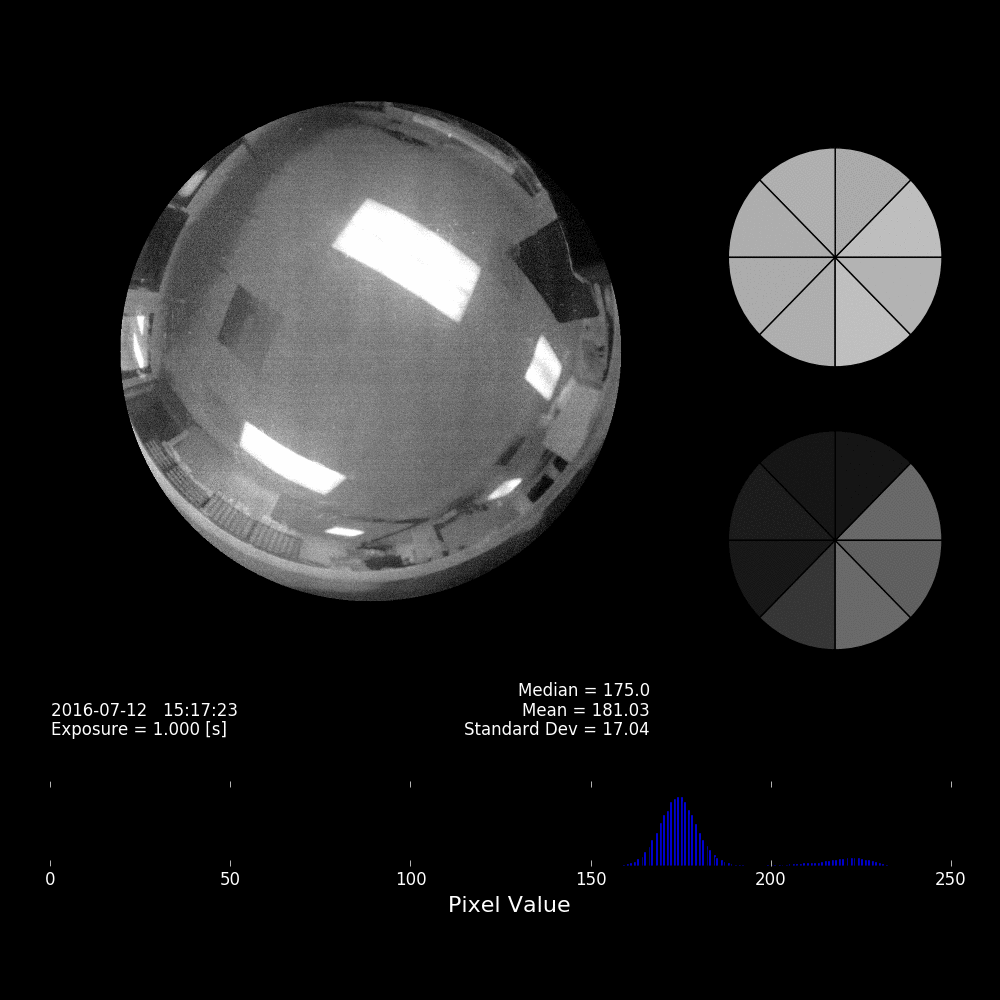 2016-07-12   15:17:23
Exposure = 1.000 [s]
Median = 175.0
Mean = 181.03
Standard Dev = 17.04
0 50 100 150 200 250
Pixel Value